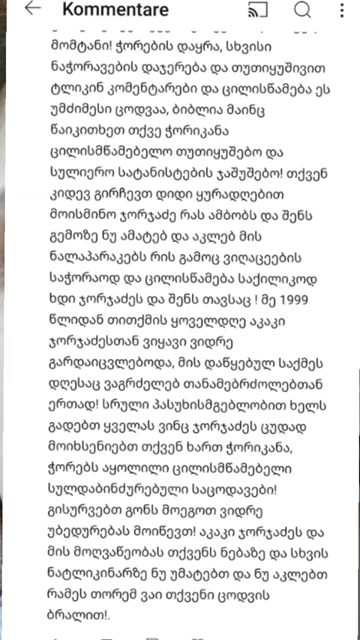 Kommentare
მომტანი! ჭორების დაყრა, სხვისი
ნაჭორავების დაჯერება და თუთიყუშივით
ტლიკინ კომენტარები და ცილისწამება ეს
უმძიმესი ცოდვაა, ბიბლია მაინც
წაიკითხეთ თქვე ჭორიკანა
ცილისმწამებელო თუთიყუშებო და
სულიერო სატანისტების ჯაშუშებო! თქვენ
კიდევ გირჩევთ დიდი ყურადღებით
მოისმინო ჯორჯაძე რას ამბობს და შენს
გემოზე ნუ ამატებ და აკლებ მის
ნალაპარაკებს რის გამოც ვიღაცეების
საჭორაოდ და ცილისწამება საქილიკოდ
ხდი ჯორჯაძეს და შენს თავსაც ! მე 1999
წლიდან თითქმის ყოველდღე აკაკი
ჯორჯაძესთან ვიყავი ვიდრე
გარდაიცვლებოდა, მის დაწყებულ საქმეს
დღესაც ვაგრძელებ თანამებრძოლებთან
ერთად! სრული პასუხისმგებლობით ხელს
გადებთ ყველას ვინც ჯორჯაძეს ცუდად
მოიხსენიებთ თქვენ ხართ ჭორიკანა,
ჭორებს აყოლილი ცილისმწამებელი
სულდაბინძურებული საცოდავები!
გისურვებთ გონს მოეგოთ ვიდრე
უბედურებას მოიწევთ! აკაკი ჯორჯაძეს და
მის მოღვაწეობას თქვენს ნებაზე და სხვის
ნატლიკინარზე ნუ უმატებთ და ნუ აკლებთ
რამეს თორემ ვაი თქვენი ცოდვის
ბრალით!.